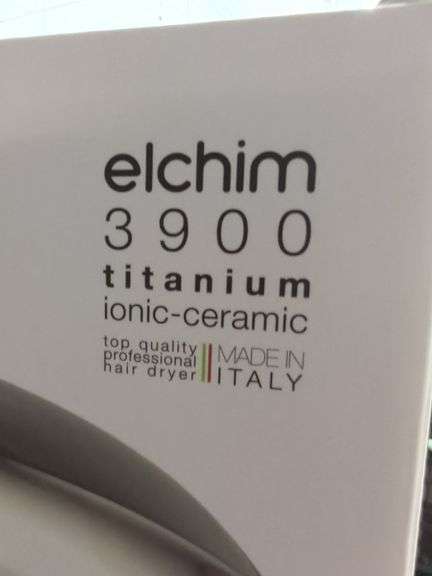 elchim
3900
titanium
ionic-ceramic
top quality
professional
hair dryer
MADE IN
ITALY